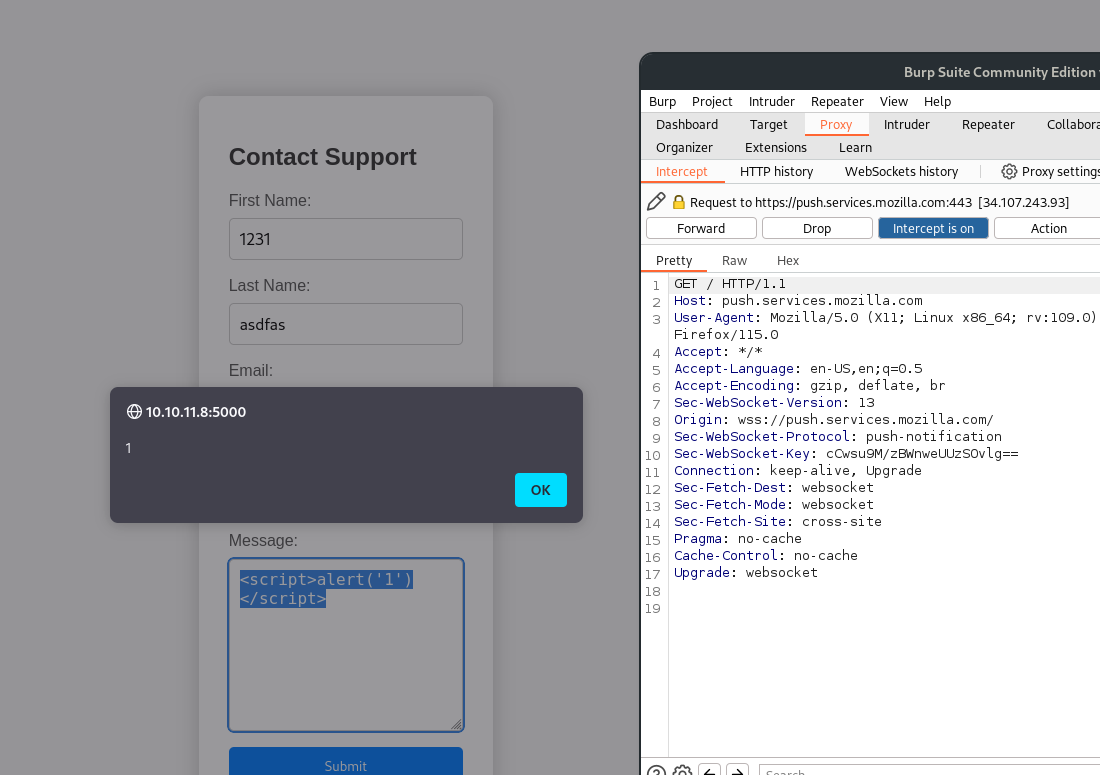 Contact Support
First Name:
1231
Last Name:
asdfas
Email:
10.10.11.8:5000
1
OK
Message:
<script>alert('1')
</script>
Submit
Burp Suite Community Edition
Burp Project Intruder Repeater View Help
Dashboard Target Proxy Intruder Repeater Collabora
Organizer Extensions Learn
Intercept HTTP history WebSockets history Proxy settings
Request to https://push.services.mozilla.com:443 [34.107.243.93]
Forward Drop Intercept is on Action
Pretty Raw Hex
1 GET / HTTP/1.1
2 Host: push.services.mozilla.com
3 User-Agent: Mozilla/5.0 (X11; Linux x86_64; rv:109.0)
Firefox/115.0
4 Accept: */*
5 Accept-Language: en-US,en;q=0.5
6 Accept-Encoding: gzip, deflate, br
7 Sec-WebSocket-Version: 13
8 Origin: wss://push.services.mozilla.com/
9 Sec-WebSocket-Protocol: push-notification
10 Sec-WebSocket-Key: cCwsu9M/zBWnweUUzSOvlg==
11 Connection: keep-alive, Upgrade
12 Sec-Fetch-Dest: websocket
13 Sec-Fetch-Mode: websocket
14 Sec-Fetch-Site: cross-site
15 Pragma: no-cache
16 Cache-Control: no-cache
17 Upgrade: websocket
18
19
Search